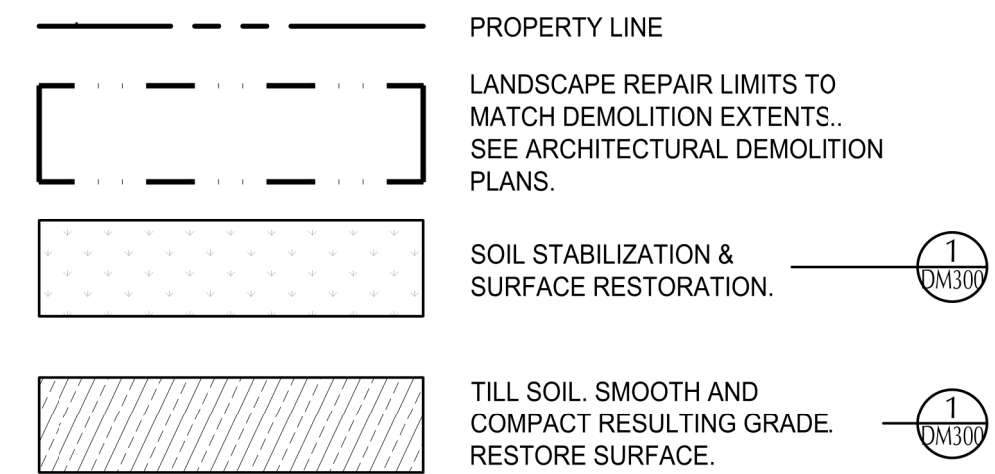 PROPERTY LINE
LANDSCAPE REPAIR LIMITS TO
MATCH DEMOLITION EXTENTS..
SEE ARCHITECTURAL DEMOLITION
PLANS.
SOIL STABILIZATION &
SURFACE RESTORATION.
1
DM300
TILL SOIL. SMOOTH AND
COMPACT RESULTING GRADE.
RESTORE SURFACE.
1
DM300